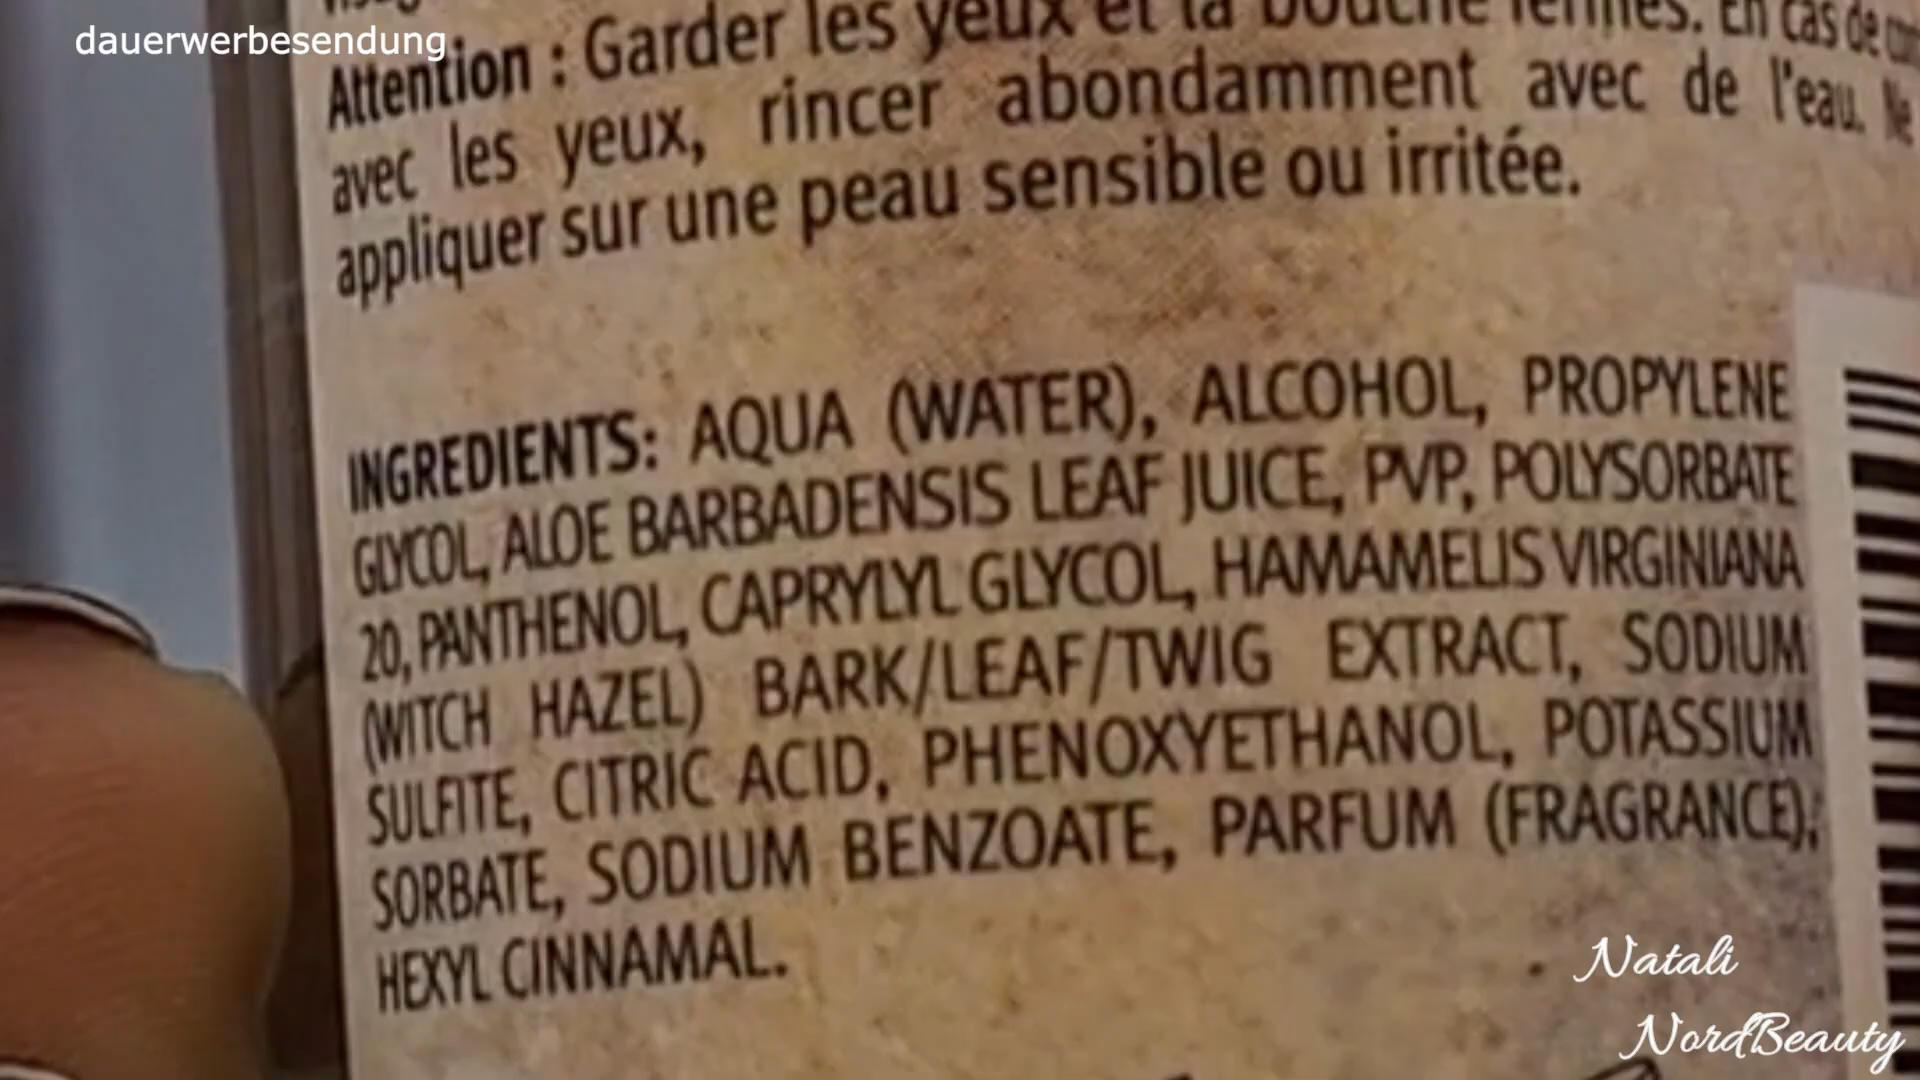 dauerwerbesendung
Attention : Garder les yeux et la bouche fermés. En cas de
avec les yeux, rincer abondamment avec de l'eau. Ne
appliquer sur une peau sensible ou irritée.
INGREDIENTS: AQUA (WATER), ALCOHOL, PROPYLENE
GLYCOL, ALOE BARBADENSIS LEAF JUICE, PVP, POLYSORBATE
20, PANTHENOL, CAPRYLYL GLYCOL, HAMAMELIS VIRGINIANA
(WITCH HAZEL) BARK/LEAF/TWIG EXTRACT, SODIUM
SULFITE, CITRIC ACID, PHENOXYETHANOL, POTASSIUM
SORBATE, SODIUM BENZOATE, PARFUM (FRAGRANCE),
HEXYL CINNAMAL.
Natali
NordBeauty